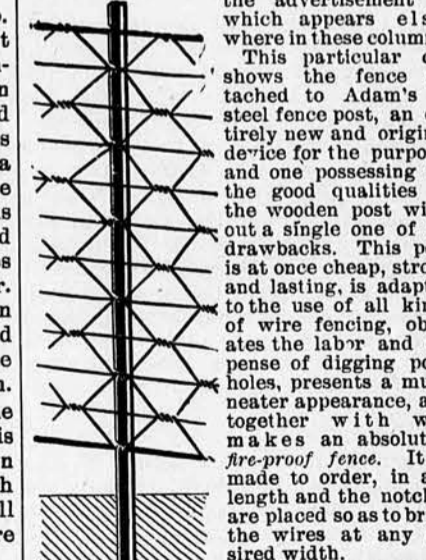 the advertisement
which appears els
where in these colum
This particular c
shows the fence
tached to Adam's
steel fence post, an e
tirely new and origin
device for the purpo
and one possessing
the good qualities
the wooden post wi
out a single one of
drawbacks. This p
is at once cheap, stro
and lasting, is adap
to the use of all kin
of wire fencing, ob
ates the labor and
pense of digging po
holes, presents a mu
neater appearance, a
together with w
makes an absolut
fire-proof fence. It
made to order, in a
length and the notch
are placed so as to br
the wires at any
sired width.